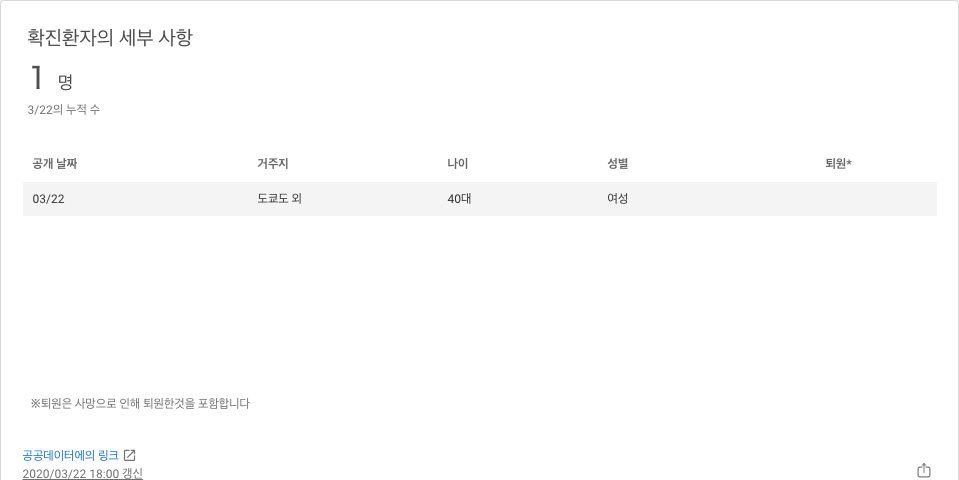 확진환자의 세부 사항
1 명
3/22의 누적 수
공개 날짜 거주지 나이 성별 퇴원*
03/22 도쿄도 외 40대 여성
※퇴원은 사망으로 인해 퇴원한것을 포함합니다
공공데이터에의 링크
2020/03/22 18:00 갱신